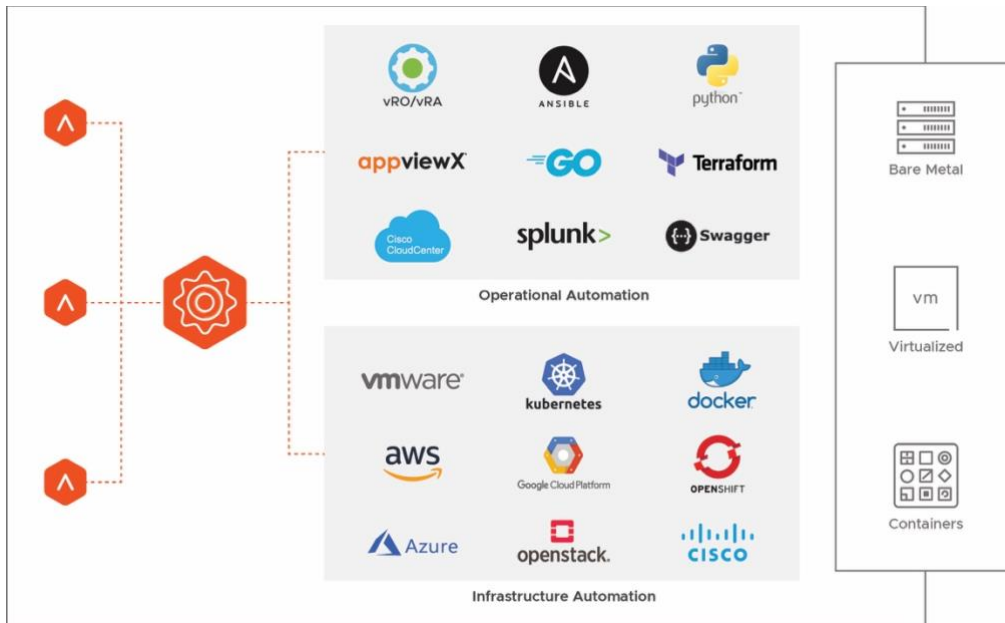 vRO/vRA
ANSIBLE
python™
appviewX
GO
Terraform
Cisco
CloudCenter
splunk>
{...} Swagger
Operational Automation
vmware®
kubernetes
docker
aws
Google Cloud Platform
OPENSHIFT
Azure
openstack.
CISCO
Infrastructure Automation
Bare Metal
vm
Virtualized
Containers